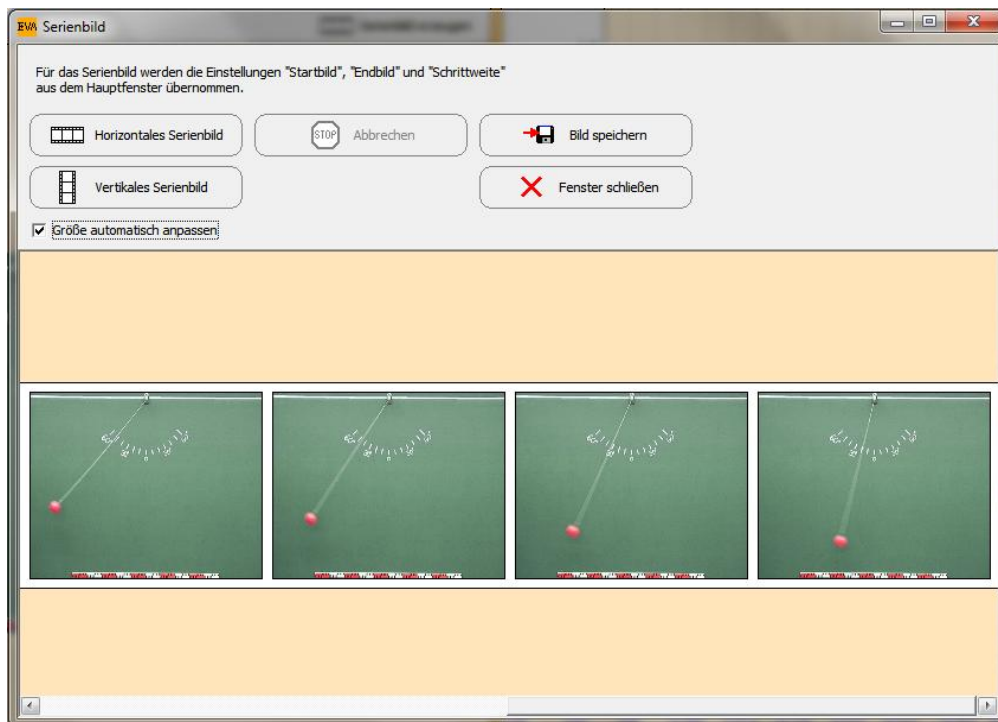 EVA Serienbild
Für das Serienbild werden die Einstellungen "Startbild", "Endbild" und "Schrittweite"
aus dem Hauptfenster übernommen.
Horizontales Serienbild
STOP Abbrechen
Bild speichern
Vertikales Serienbild
Fenster schließen
Größe automatisch anpassen